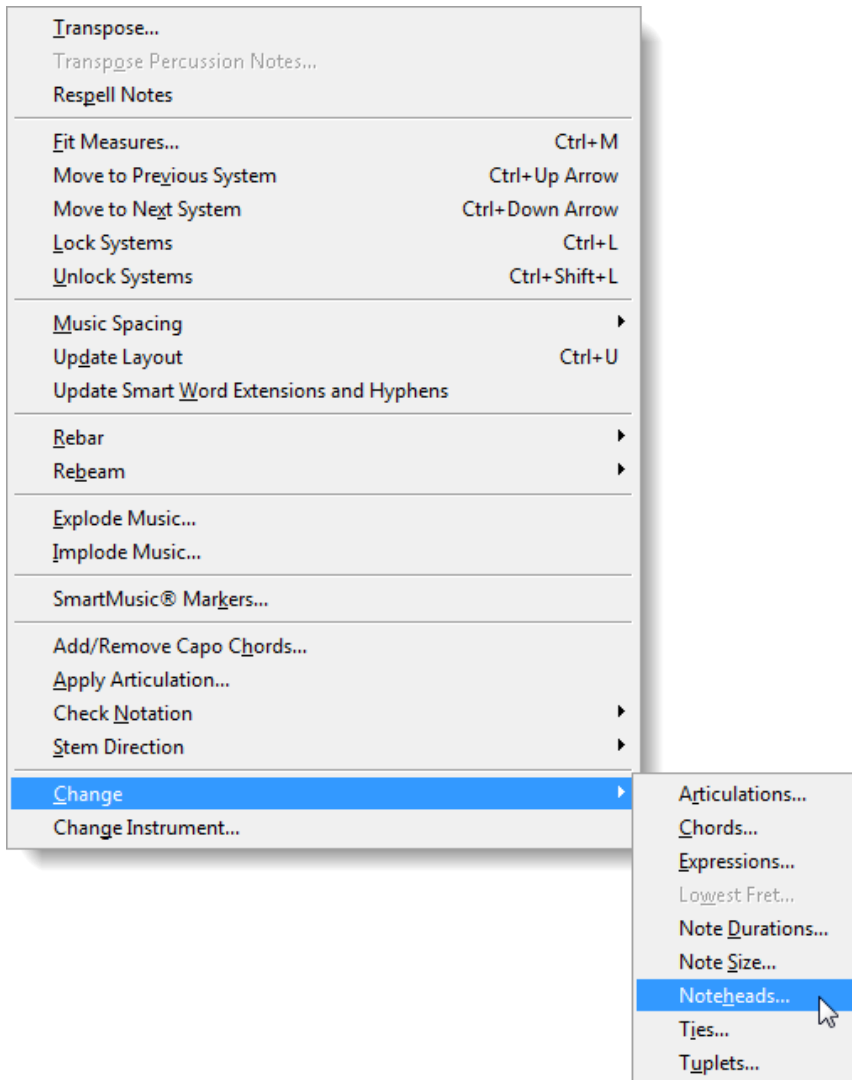 Transpose...
Transpose Percussion Notes...
Respell Notes
Fit Measures... Ctrl+M
Move to Previous System Ctrl+Up Arrow
Move to Next System Ctrl+Down Arrow
Lock Systems Ctrl+L
Unlock Systems Ctrl+Shift+L
Music Spacing
Update Layout Ctrl+U
Update Smart Word Extensions and Hyphens
Rebar
Rebeam
Explode Music...
Implode Music...
SmartMusic® Markers...
Add/Remove Capo Chords...
Apply Articulation...
Check Notation
Stem Direction
Change
Change Instrument...
Articulations...
Chords...
Expressions...
Lowest Fret...
Note Durations...
Note Size...
Noteheads...
Ties...
Tuplets...